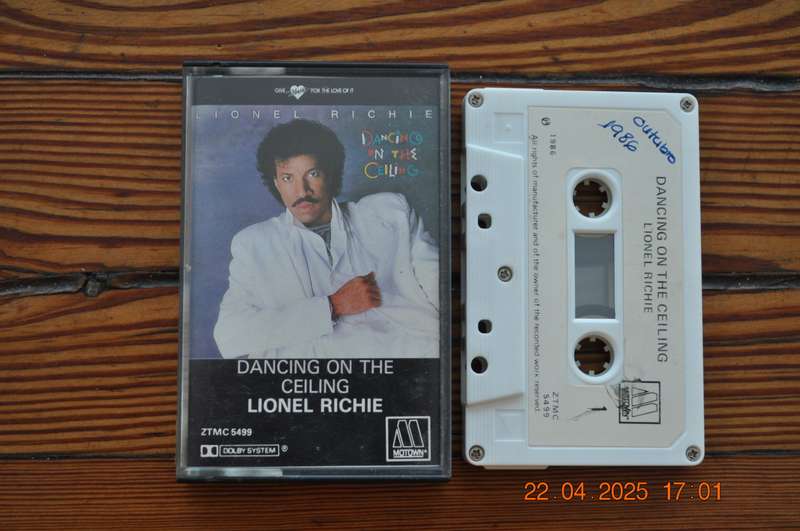 GIVE LIVE FOR THE LOVE OF IT
LIONEL RICHIE
DANCING
ON THE
CEILING
DANCING ON THE
CEILING
LIONEL RICHIE
ZTMC 5499
DOLBY SYSTEM ®
MOTOWN
outubro
1986
℗ 1986
All rights of manufacturer and of the owner of the recorded work reserved.
DANCING ON THE CEILING
LIONEL RICHIE
ZTMC
5499
1
MOTOWN
22.04.2025 17:01